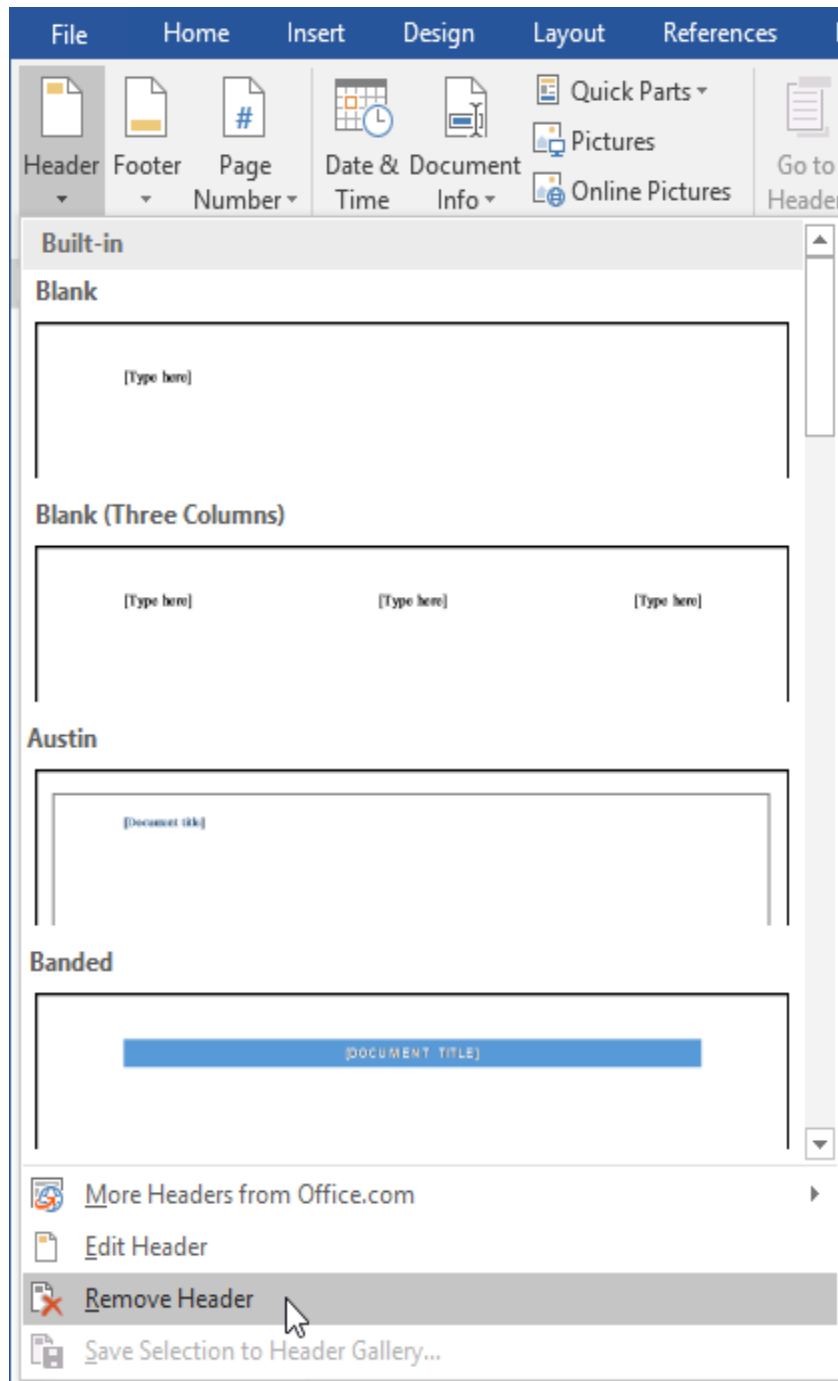 File Home Insert Design Layout References
Header Footer Page Number Date & Time Document Info Quick Parts
Pictures
Online Pictures
Go to Header
Built-in
Blank
[Type here]
Blank (Three Columns)
[Type here] [Type here] [Type here]
Austin
[Document title]
Banded
[DOCUMENT TITLE]
More Headers from Office.com
Edit Header
Remove Header
Save Selection to Header Gallery...